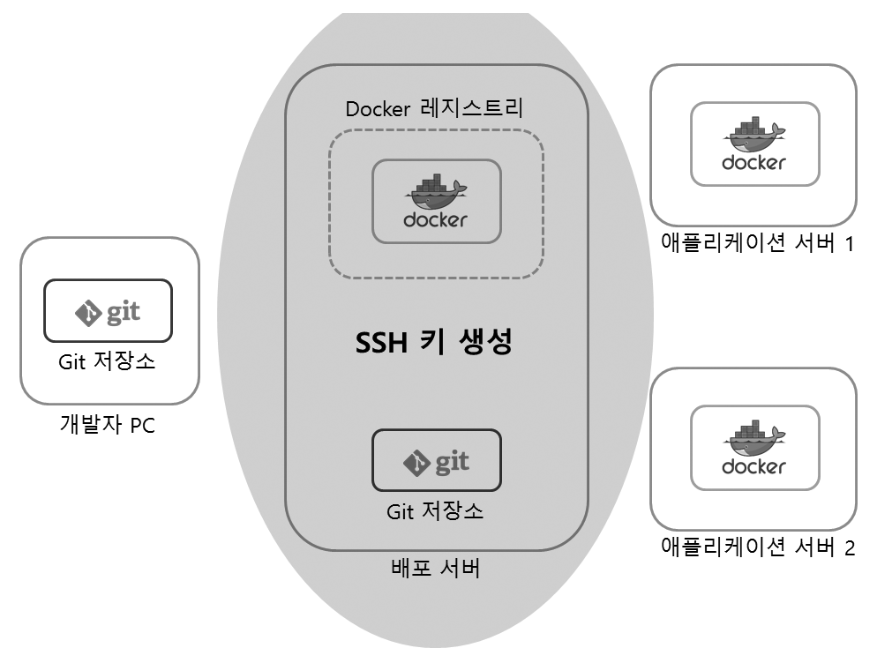 Docker 레지스트리
docker
docker
애플리케이션 서버 1
git
Git 저장소
개발자 PC
SSH 키 생성
git
Git 저장소
배포 서버
docker
애플리케이션 서버 2